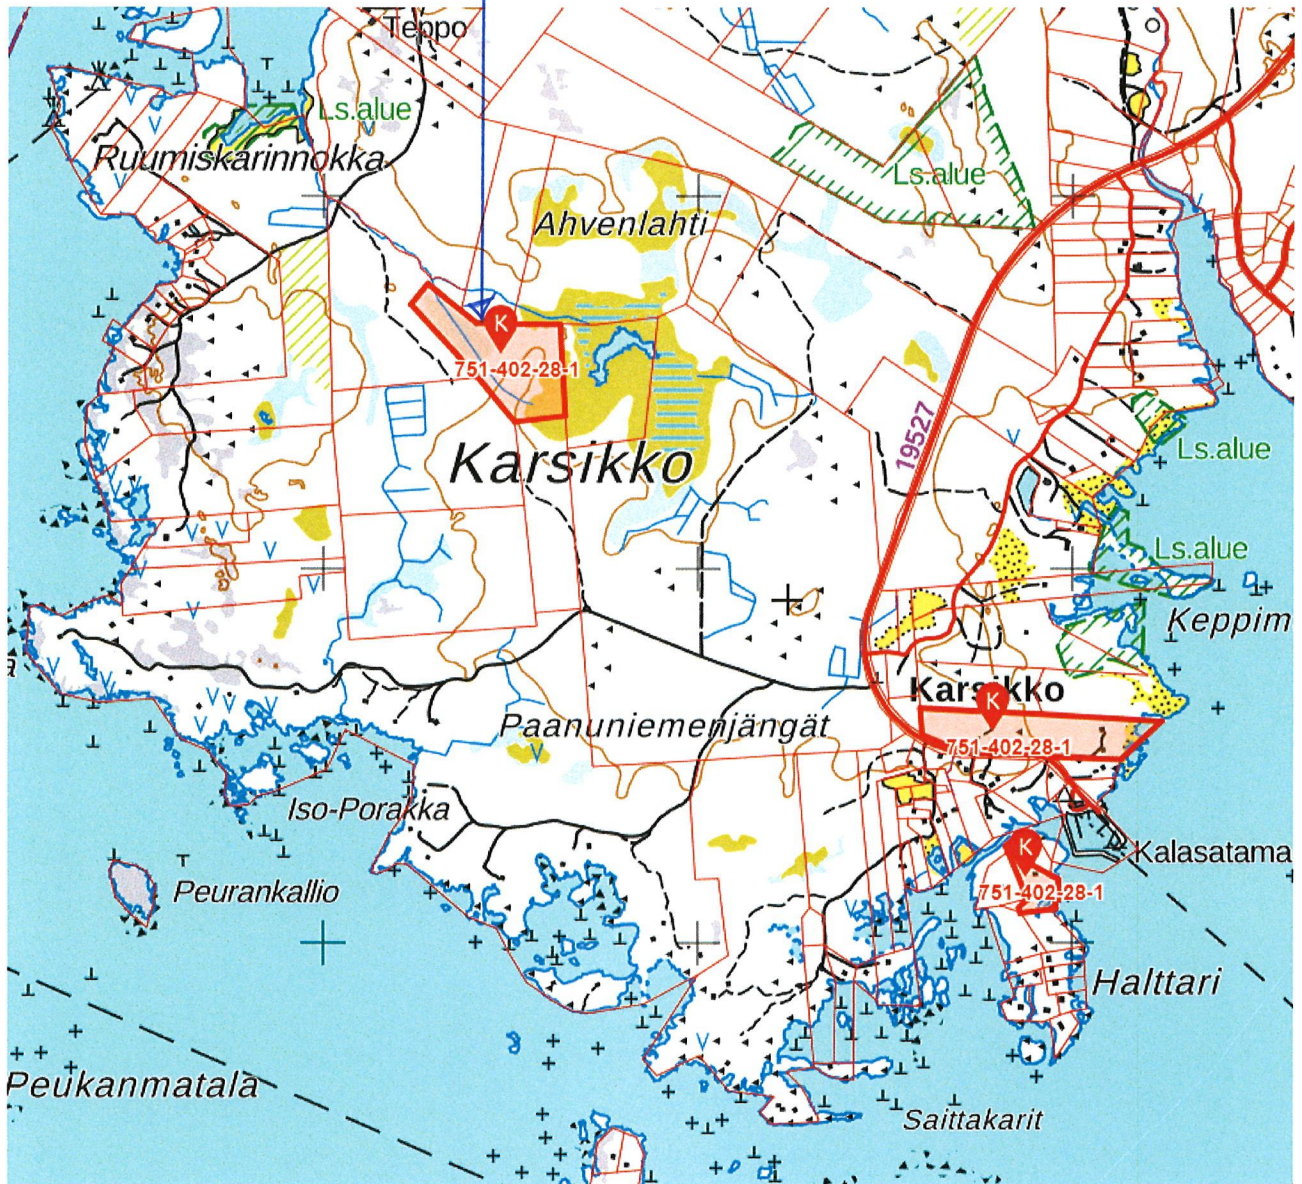 Teppo
Ls.alue
Ruumiskarinnokka
Ls.alue
Ahvenlahti
K
751-402-28-1
19527
Ls.alue
Karsikko
Ls.alue
Keppim
Karsikko
K
Paanuniemenjängät
751-402-28-1
Iso-Porakka
K
Kalasatama
Peurankallio
751-402-28-1
Halttari
Peukanmatala
Saittakarit